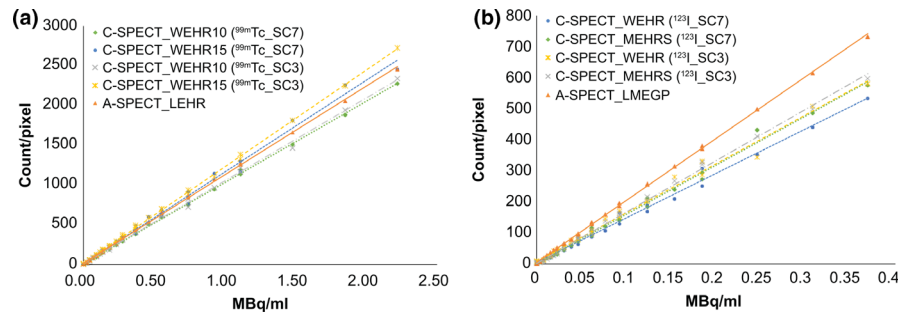 (a)
3000
2500
2000
1500
1000
500
0
Count/pixel
C-SPECT_WEHR10 (⁹⁹ᵐTc_SC7)
C-SPECT_WEHR15 (⁹⁹ᵐTc_SC7)
C-SPECT_WEHR10 (⁹⁹ᵐTc_SC3)
C-SPECT_WEHR15 (⁹⁹ᵐTc_SC3)
A-SPECT_LEHR
0.00 0.50 1.00 1.50 2.00 2.50
MBq/ml
(b)
800
700
600
500
400
300
200
100
0
Count/pixel
C-SPECT_WEHR (¹²³I_SC7)
C-SPECT_MEHRS (¹²³I_SC7)
C-SPECT_WEHR (¹²³I_SC3)
C-SPECT_MEHRS (¹²³I_SC3)
A-SPECT_LMEGP
0 0.05 0.1 0.15 0.2 0.25 0.3 0.35 0.4
MBq/ml